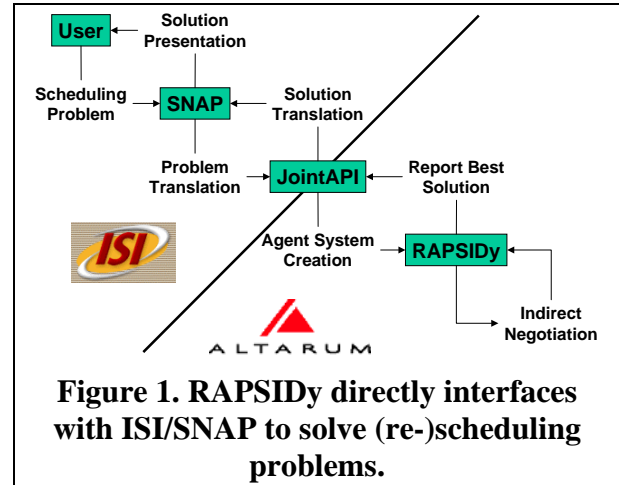 User
Solution
Presentation
Scheduling
Problem
SNAP
Solution
Translation
Problem
Translation
JointAPI
Report Best
Solution
Agent System
Creation
RAPSIDy
Indirect
Negotiation
ISI
ALTARUM
Figure 1. RAPSIDy directly interfaces
with ISI/SNAP to solve (re-)scheduling
problems.